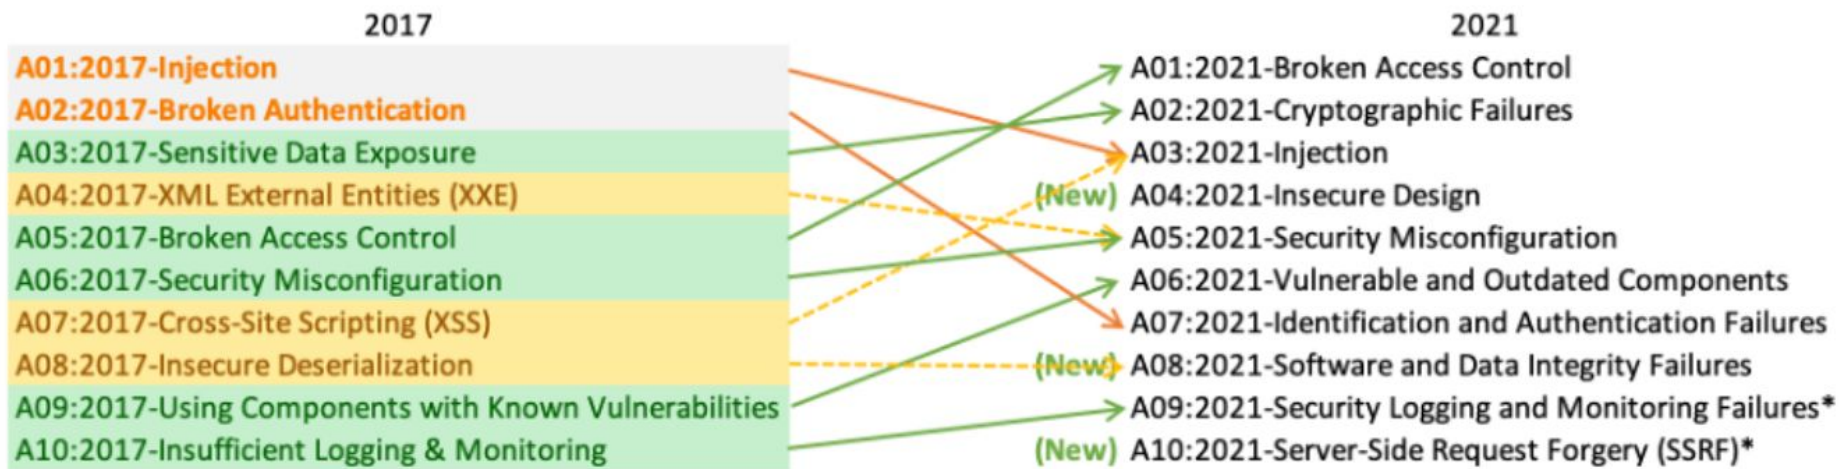 2017
2021
A01:2017-Injection
A02:2017-Broken Authentication
A03:2017-Sensitive Data Exposure
A04:2017-XML External Entities (XXE)
A05:2017-Broken Access Control
A06:2017-Security Misconfiguration
A07:2017-Cross-Site Scripting (XSS)
A08:2017-Insecure Deserialization
A09:2017-Using Components with Known Vulnerabilities
A10:2017-Insufficient Logging & Monitoring
A01:2021-Broken Access Control
A02:2021-Cryptographic Failures
A03:2021-Injection
(New) A04:2021-Insecure Design
A05:2021-Security Misconfiguration
A06:2021-Vulnerable and Outdated Components
A07:2021-Identification and Authentication Failures
(New) A08:2021-Software and Data Integrity Failures
A09:2021-Security Logging and Monitoring Failures*
(New) A10:2021-Server-Side Request Forgery (SSRF)*